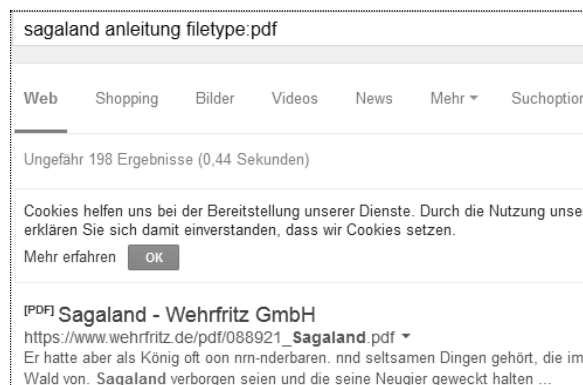 sagaland anleitung filetype:pdf
Web Shopping Bilder Videos News Mehr Suchoption
Ungefähr 198 Ergebnisse (0,44 Sekunden)
Cookies helfen uns bei der Bereitstellung unserer Dienste. Durch die Nutzung unse
erklären Sie sich damit einverstanden, dass wir Cookies setzen.
Mehr erfahren OK
[PDF] Sagaland - Wehrfritz GmbH
https://www.wehrfritz.de/pdf/088921_Sagaland.pdf
Er hatte aber als König oft oon nrn-nderbaren. nnd seltsamen Dingen gehört, die im
Wald von. Sagaland verborgen seien und die seine Neugier geweckt halten ...